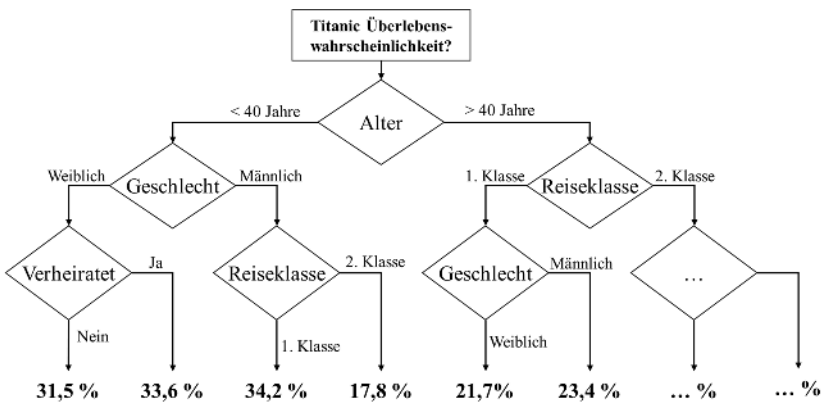 Titanic Überlebens-
wahrscheinlichkeit?
< 40 Jahre
> 40 Jahre
Alter
Weiblich
Geschlecht
Männlich
1. Klasse
Reiseklasse
2. Klasse
Verheiratet
Ja
Reiseklasse
2. Klasse
Geschlecht
Männlich
...
Nein
1. Klasse
Weiblich
31,5 %
33,6 %
34,2 %
17,8 %
21,7%
23,4 %
... %
... %